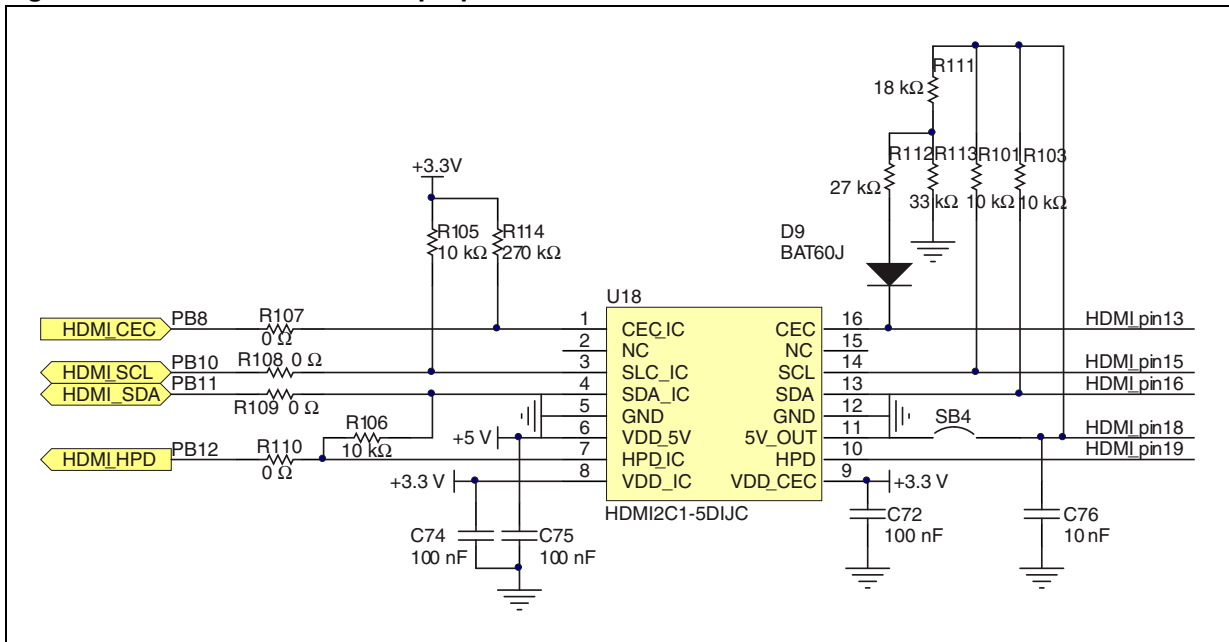 R111
18 kΩ
R112 R113 R101 R103
27 kΩ
33 kΩ 10 kΩ 10 kΩ
+3.3V
R105
10 kΩ
R114
270 kΩ
D9
BAT60J
U18
HDMI_CEC PB8 R107
0 Ω
HDMI_SCL PB10 R108 0 Ω
HDMI_SDA PB11
R109 0 Ω
R106
10 kΩ
HDMI_HPD PB12 R110
0 Ω
+5 V
+3.3 V
1 CEC_IC CEC 16 HDMI_pin13
2 NC NC 15
3 SLC_IC SCL 14 HDMI_pin15
4 SDA_IC SDA 13 HDMI_pin16
5 GND GND 12
SB4
6 VDD_5V 5V_OUT 11 HDMI_pin18
7 HPD_IC HPD 10 HDMI_pin19
8 VDD_IC VDD_CEC 9 +3.3 V
HDMI2C1-5DIJC
C74
100 nF
C75
100 nF
C72
100 nF
C76
10 nF